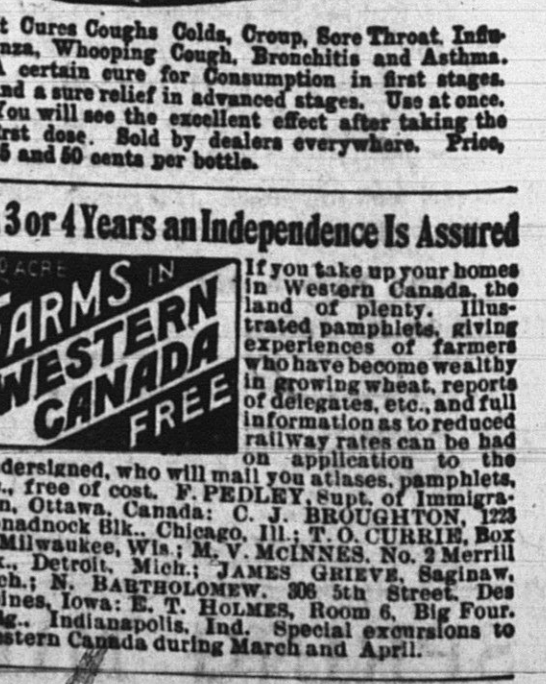 t Cures Coughs Colds, Croup, Sore Throat, Influ-
nza, Whooping Cough, Bronchitis and Asthma.
A certain cure for Consumption in first stages,
nd a sure relief in advanced stages. Use at once.
You will see the excellent effect after taking the
rst dose. Sold by dealers everywhere. Price,
5 and 50 cents per bottle.
3 or 4 Years an Independence Is Assured
0 ACRE
FARMS IN
WESTERN
CANADA
FREE
If you take up your homes
in Western Canada, the
land of plenty. Illus-
trated pamphlets, giving
experiences of farmers
who have become wealthy
in growing wheat, reports
of delegates, etc., and full
information as to reduced
railway rates can be had
on application to the
dersigned, who will mail you atlases, pamphlets,
., free of cost. F. PEDLEY, Supt. of Immigra-
n, Ottawa, Canada: C. J. BROUGHTON, 1223
nadnock Blk., Chicago, Ill.; T. O. CURRIE, Box
Milwaukee, Wis.; M. V. MCINNES, No. 2 Merrill
., Detroit, Mich.; JAMES GRIEVE, Saginaw,
ch.; N. BARTHOLOMEW, 306 5th Street, Des
ines, Iowa: E. T. HOLMES, Room 6, Big Four.
g., Indianapolis, Ind. Special excursions to
estern Canada during March and April.